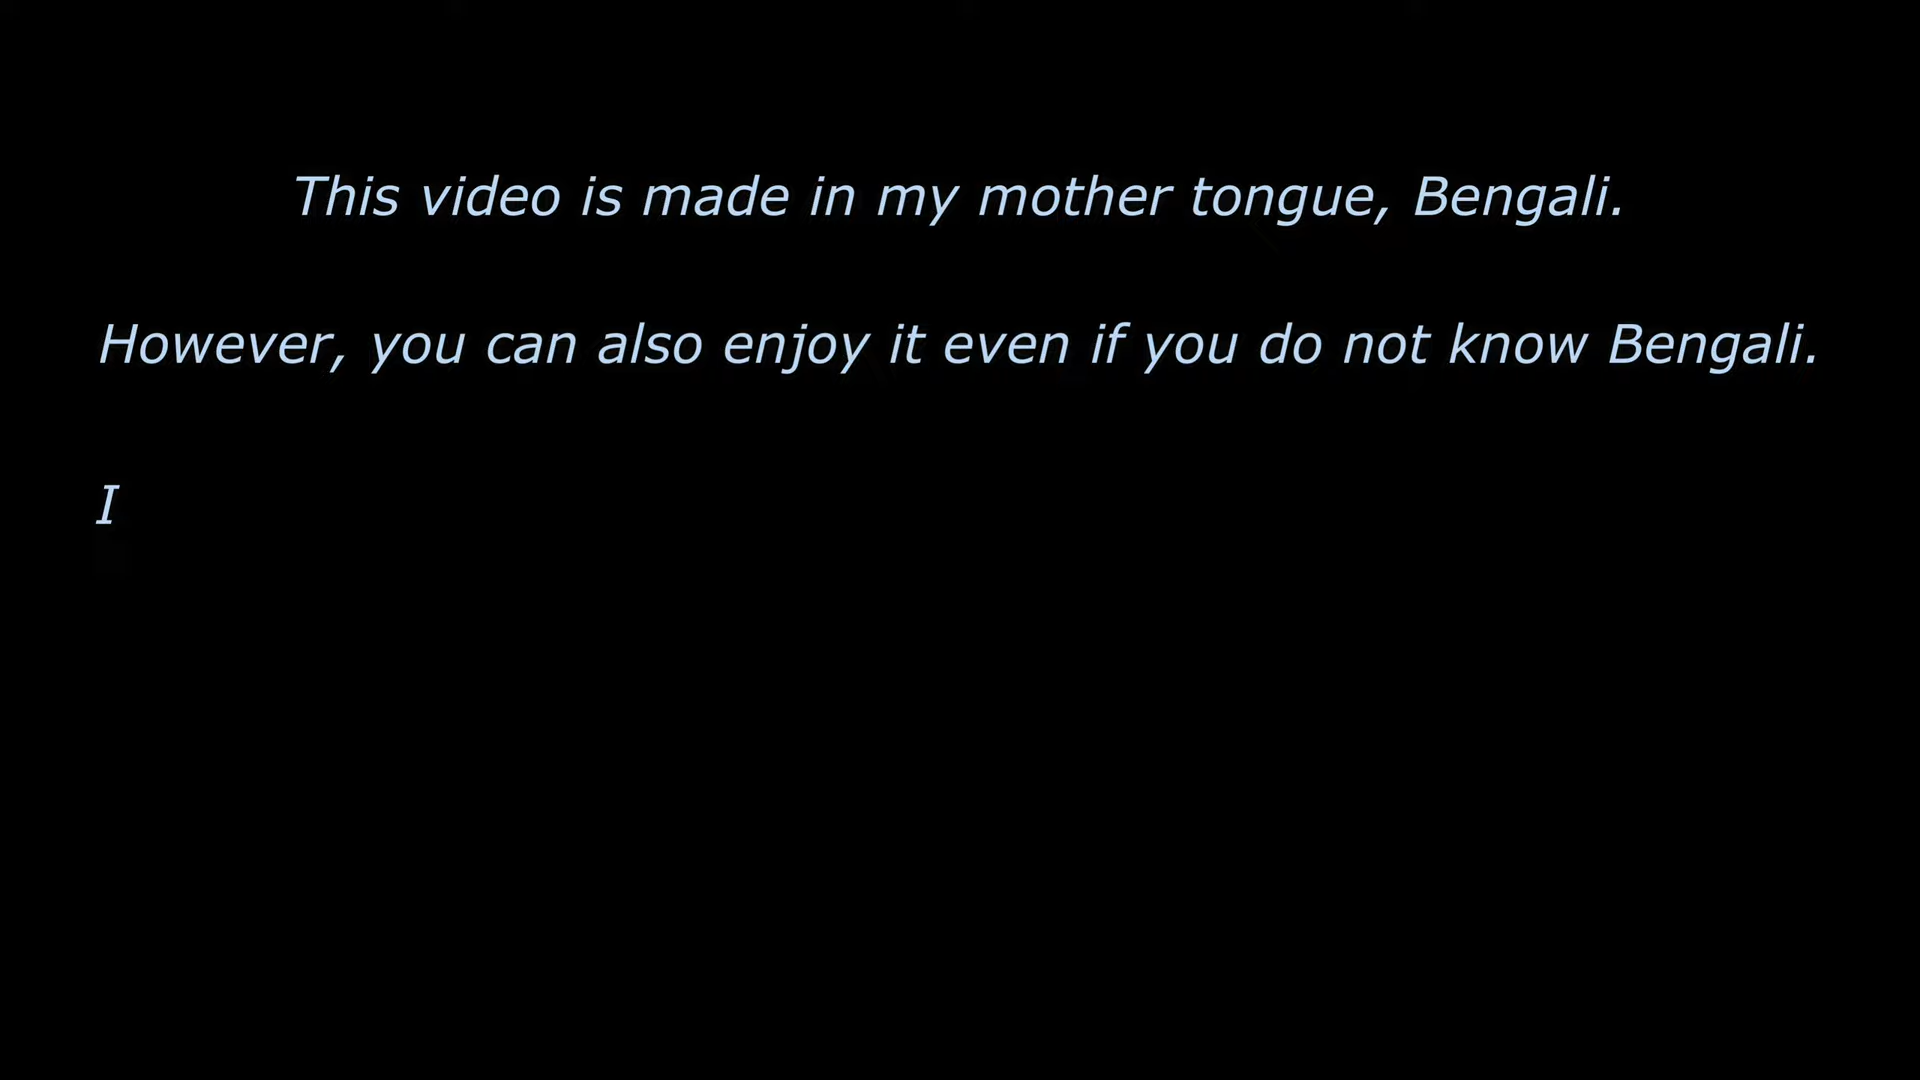 This video is made in my mother tongue, Bengali.
However, you can also enjoy it even if you do not know Bengali.
I